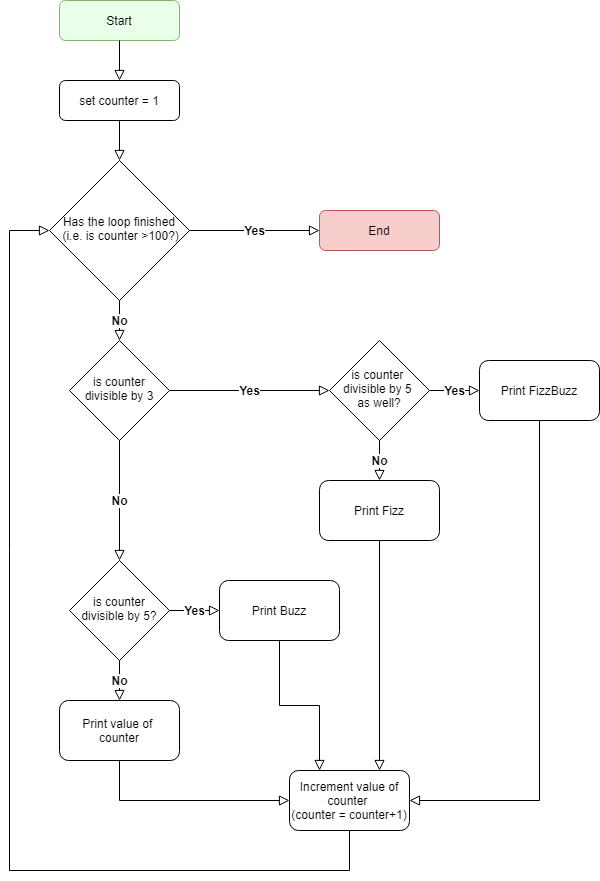 Start
set counter = 1
Has the loop finished
(i.e. is counter >100?)
Yes
End
No
is counter
divisible by 3
Yes
is counter
divisible by 5
as well?
Yes
Print FizzBuzz
No
Print Fizz
No
is counter
divisible by 5?
Yes
Print Buzz
No
Print value of
counter
Increment value of
counter
(counter = counter+1)